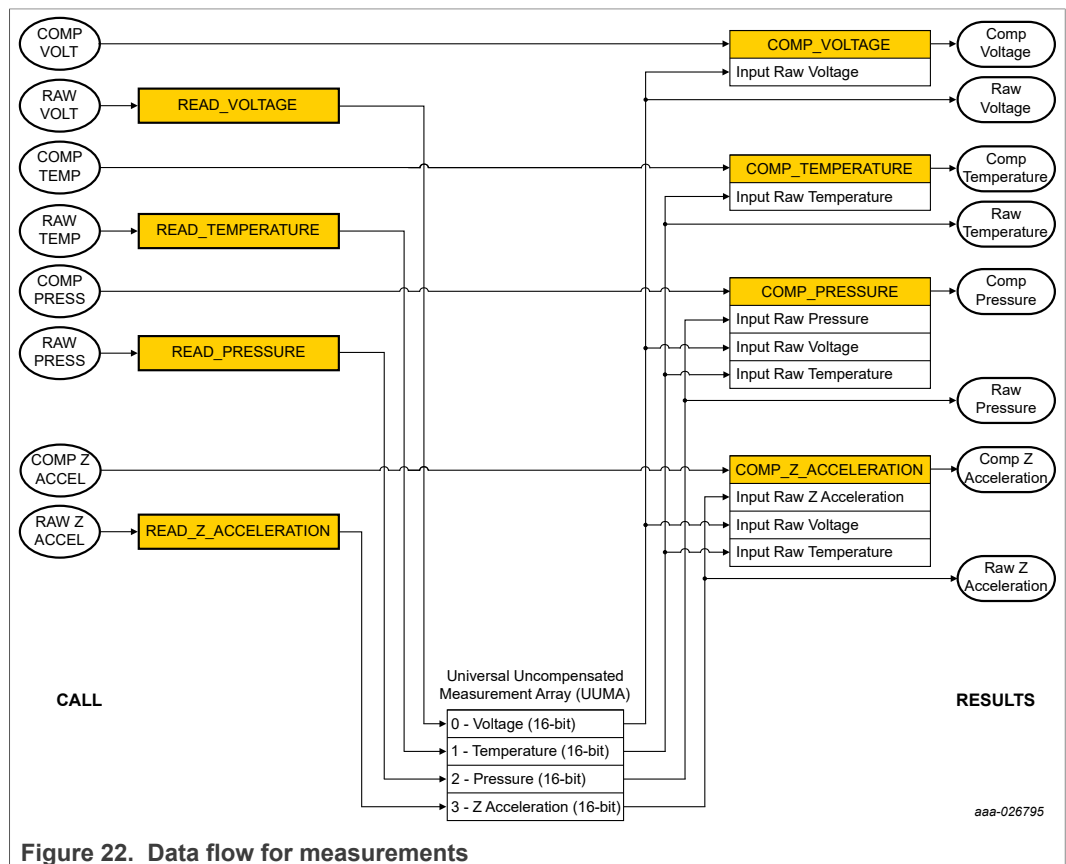 COMP
VOLT
COMP_VOLTAGE
Comp
Voltage
Input Raw Voltage
RAW
VOLT
READ_VOLTAGE
Raw
Voltage
COMP
TEMP
COMP_TEMPERATURE
Comp
Temperature
Input Raw Temperature
RAW
TEMP
READ_TEMPERATURE
Raw
Temperature
COMP
PRESS
COMP_PRESSURE
Comp
Pressure
Input Raw Pressure
RAW
PRESS
READ_PRESSURE
Input Raw Voltage
Input Raw Temperature
Raw
Pressure
COMP Z
ACCEL
COMP_Z_ACCELERATION
Comp Z
Acceleration
Input Raw Z Acceleration
RAW Z
ACCEL
READ_Z_ACCELERATION
Input Raw Voltage
Input Raw Temperature
Raw Z
Acceleration
Universal Uncompensated
Measurement Array (UUMA)
CALL
RESULTS
0 - Voltage (16-bit)
1 - Temperature (16-bit)
2 - Pressure (16-bit)
3 - Z Acceleration (16-bit)
aaa-026795
Figure 22. Data flow for measurements